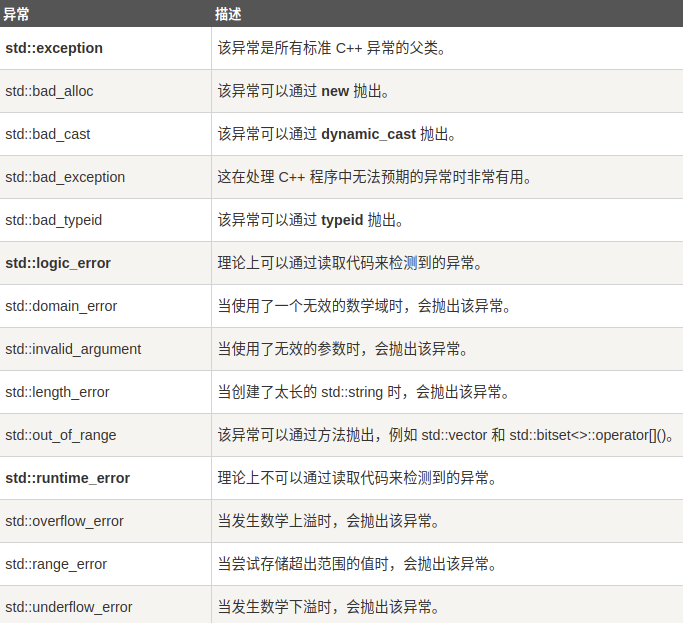 异常 描述
std::exception 该异常是所有标准 C++ 异常的父类。
std::bad_alloc 该异常可以通过 new 抛出。
std::bad_cast 该异常可以通过 dynamic_cast 抛出。
std::bad_exception 这在处理 C++ 程序中无法预期的异常时非常有用。
std::bad_typeid 该异常可以通过 typeid 抛出。
std::logic_error 理论上可以通过读取代码来检测到的异常。
std::domain_error 当使用了一个无效的数学域时，会抛出该异常。
std::invalid_argument 当使用了无效的参数时，会抛出该异常。
std::length_error 当创建了太长的 std::string 时，会抛出该异常。
std::out_of_range 该异常可以通过方法抛出，例如 std::vector 和 std::bitset<>::operator[]()。
std::runtime_error 理论上不可以通过读取代码来检测到的异常。
std::overflow_error 当发生数学上溢时，会抛出该异常。
std::range_error 当尝试存储超出范围的值时，会抛出该异常。
std::underflow_error 当发生数学下溢时，会抛出该异常。